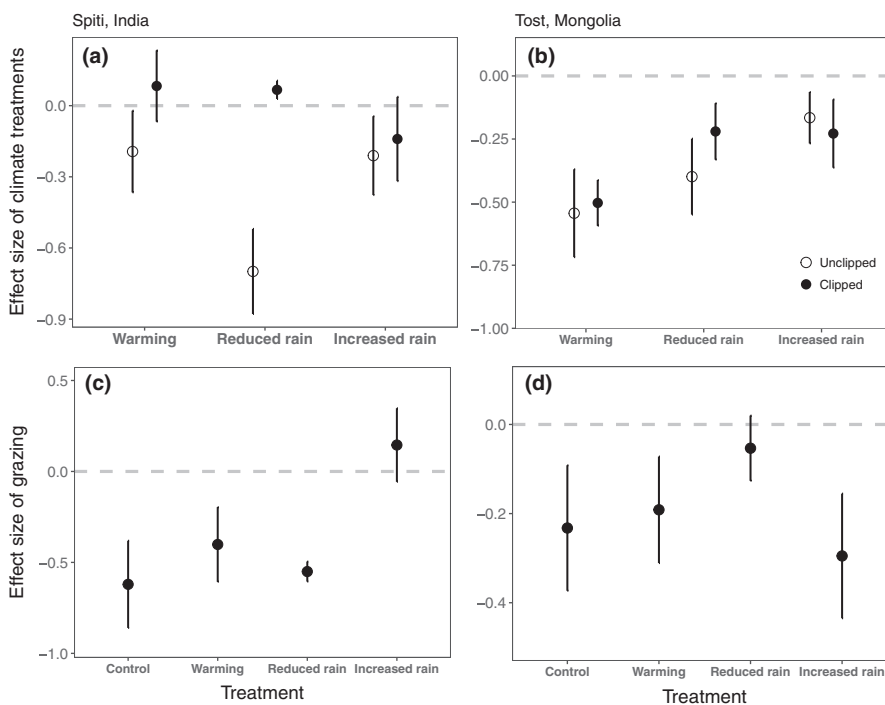 Spiti, India
Tost, Mongolia
(a)
(b)
Effect size of climate treatments
0.0
−0.3
−0.6
−0.9
Warming
Reduced rain
Increased rain
0.00
−0.25
−0.50
−0.75
−1.00
Unclipped
Clipped
Warming
Reduced rain
Increased rain
(c)
(d)
Effect size of grazing
0.5
0.0
−0.5
−1.0
Control
Warming
Reduced rain
Increased rain
Treatment
0.0
−0.2
−0.4
Control
Warming
Reduced rain
Increased rain
Treatment